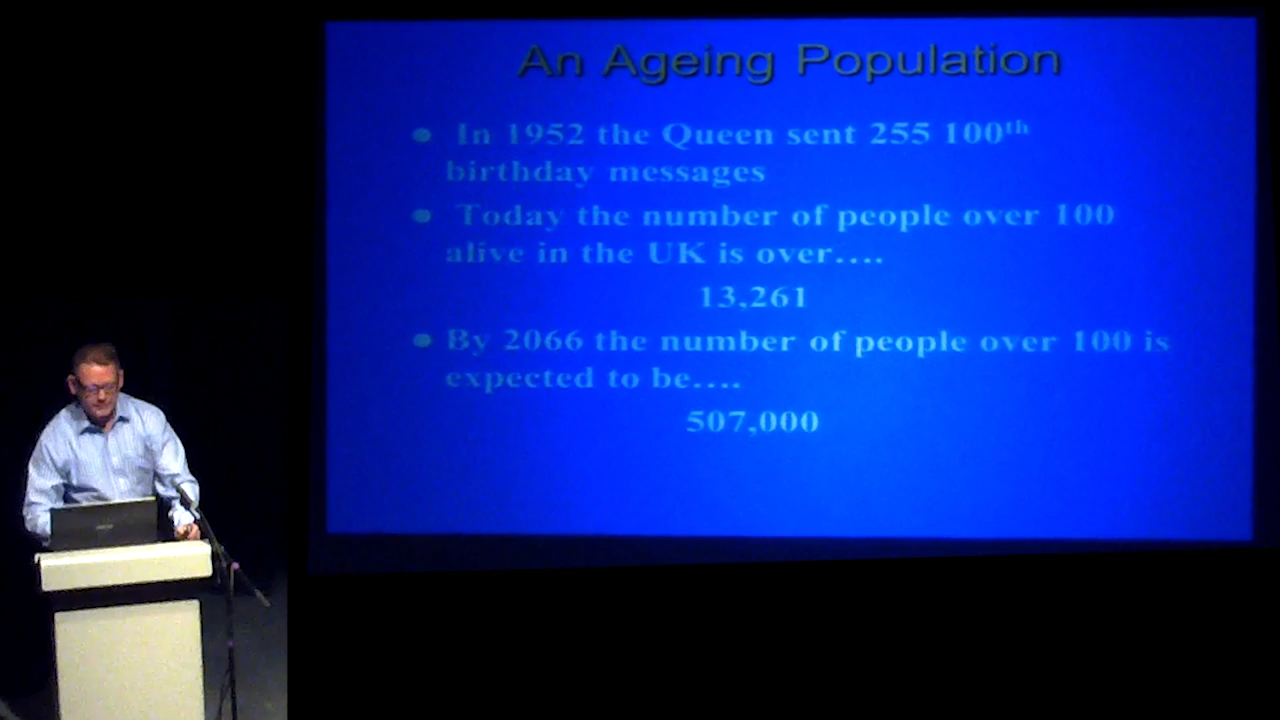 An Ageing Population
• In 1952 the Queen sent 255 100th
birthday messages
• Today the number of people over 100
alive in the UK is over....
13,261
• By 2066 the number of people over 100 is
expected to be....
507,000